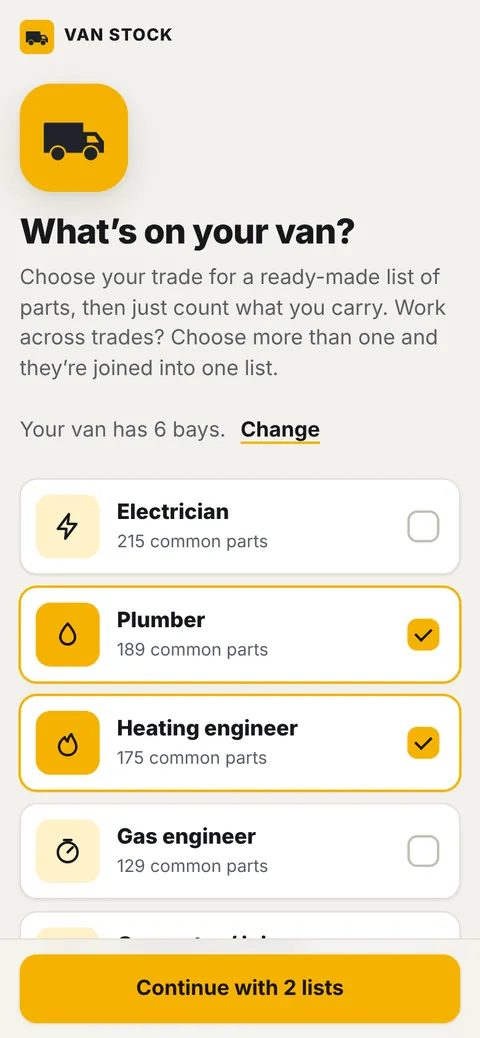 VAN STOCK
What’s on your van?
Choose your trade for a ready-made list of
parts, then just count what you carry. Work
across trades? Choose more than one and
they’re joined into one list.
Your van has 6 bays. Change
Electrician
215 common parts
Plumber
189 common parts
Heating engineer
175 common parts
Gas engineer
129 common parts
Continue with 2 lists